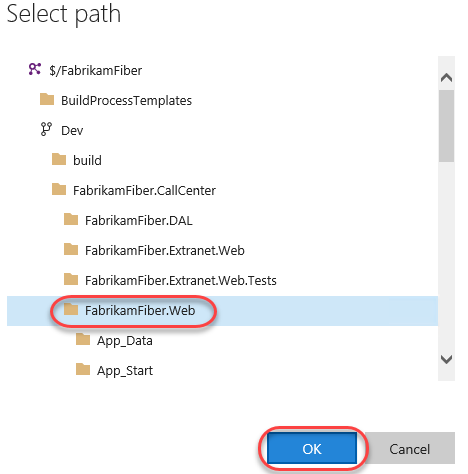 Select path
$/FabrikamFiber
BuildProcessTemplates
Dev
build
FabrikamFiber.CallCenter
FabrikamFiber.DAL
FabrikamFiber.Extranet.Web
FabrikamFiber.Extranet.Web.Tests
FabrikamFiber.Web
App_Data
App_Start
OK Cancel